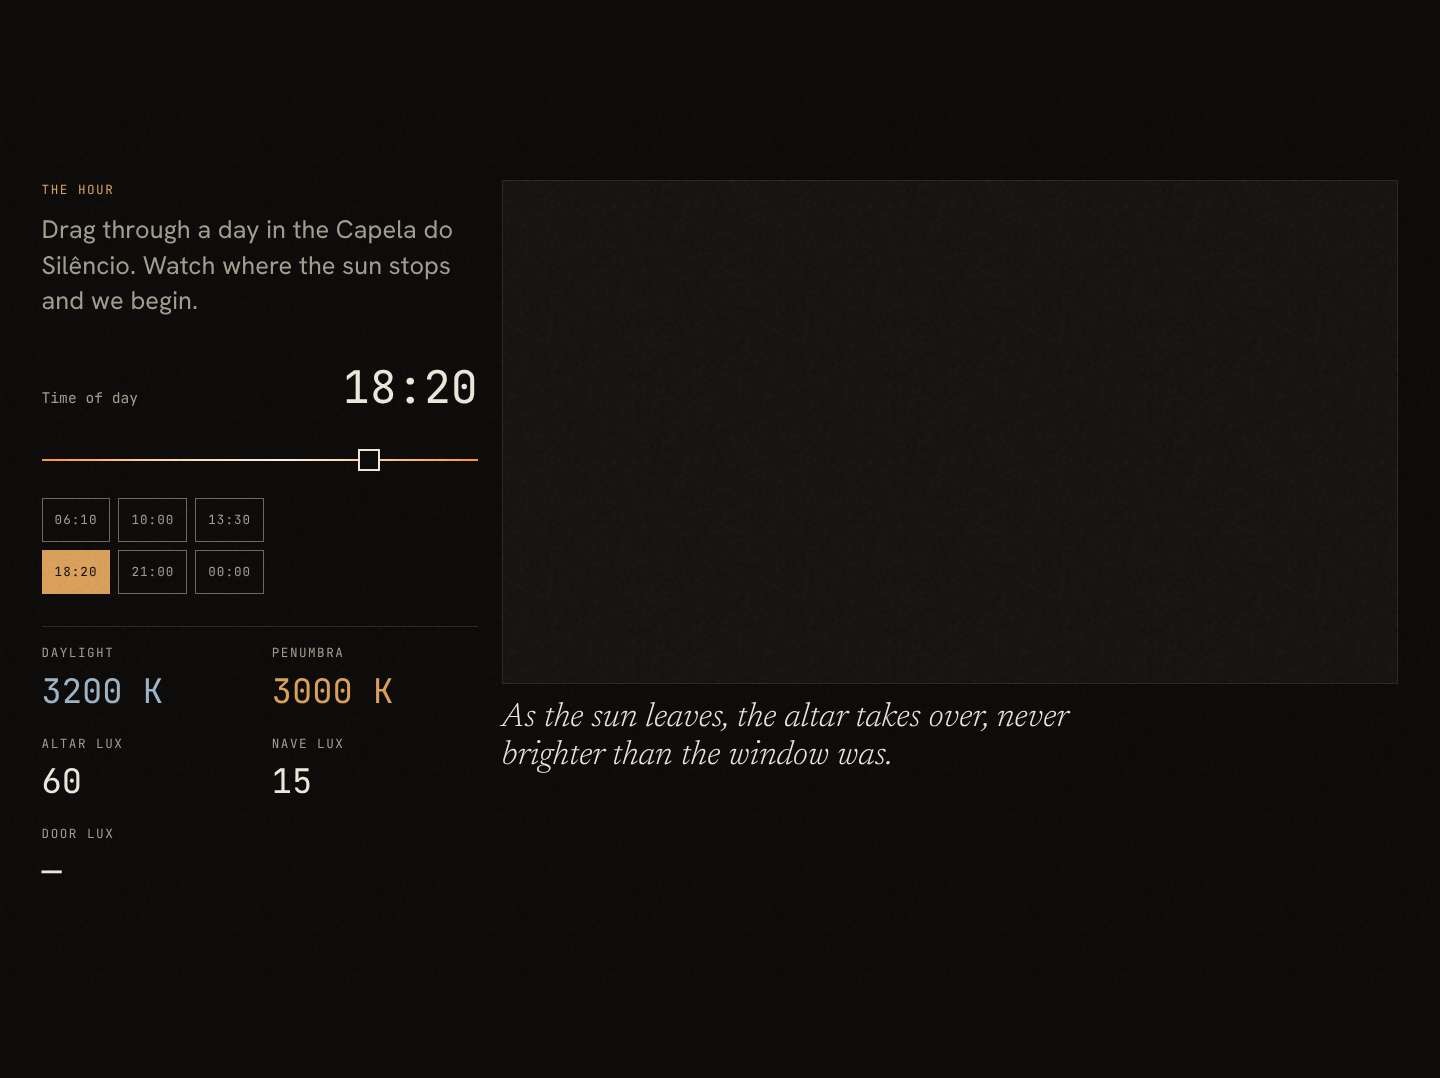 THE HOUR
Drag through a day in the Capela do
Silêncio. Watch where the sun stops
and we begin.
Time of day
18:20
06:10
10:00
13:30
18:20
21:00
00:00
DAYLIGHT
3200 K
PENUMBRA
3000 K
ALTAR LUX
60
NAVE LUX
15
DOOR LUX
—
As the sun leaves, the altar takes over, never
brighter than the window was.